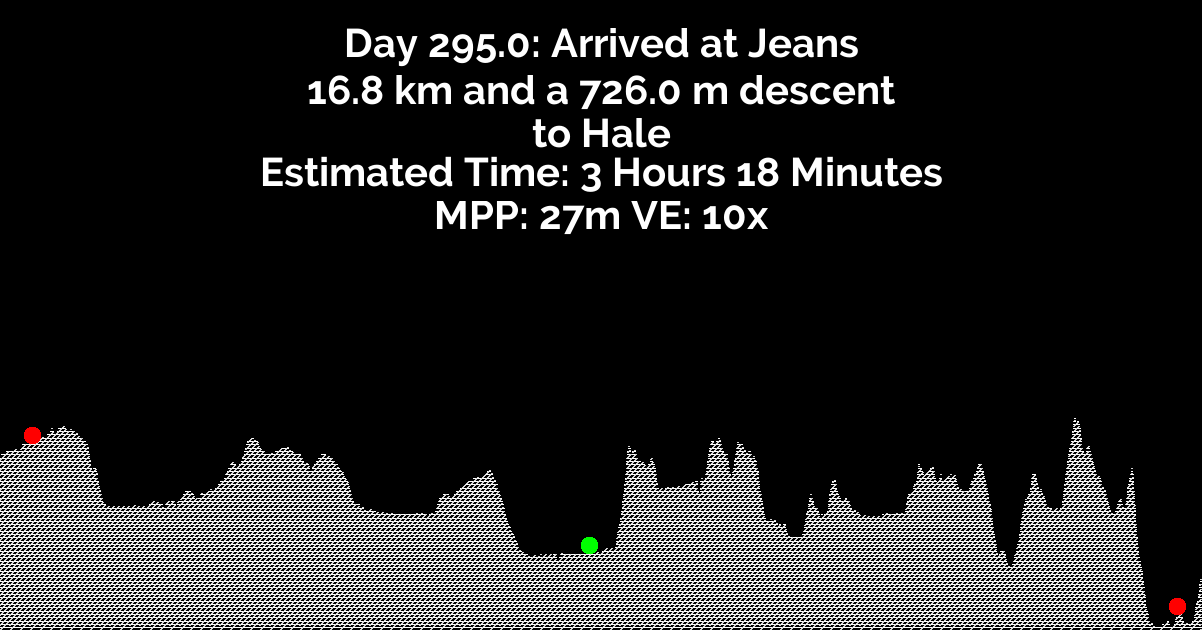 Day 295.0: Arrived at Jeans
16.8 km and a 726.0 m descent
to Hale
Estimated Time: 3 Hours 18 Minutes
MPP: 27m VE: 10x